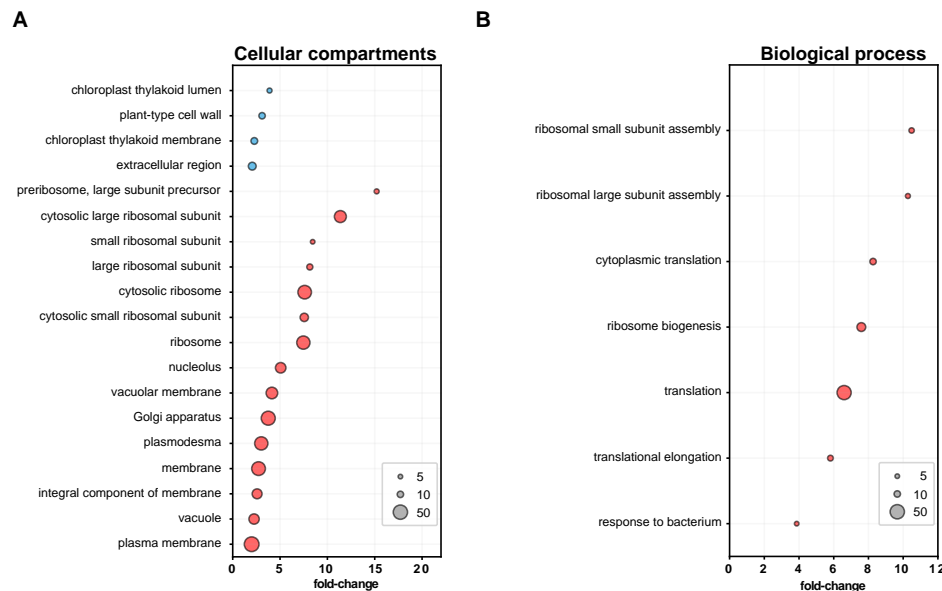 A
Cellular compartments
chloroplast thylakoid lumen
plant-type cell wall
chloroplast thylakoid membrane
extracellular region
preribosome, large subunit precursor
cytosolic large ribosomal subunit
small ribosomal subunit
large ribosomal subunit
cytosolic ribosome
cytosolic small ribosomal subunit
ribosome
nucleolus
vacuolar membrane
Golgi apparatus
plasmodesma
membrane
integral component of membrane
vacuole
plasma membrane
5
10
50
0 5 10 15 20
fold-change
B
Biological process
ribosomal small subunit assembly
ribosomal large subunit assembly
cytoplasmic translation
ribosome biogenesis
translation
translational elongation
response to bacterium
5
10
50
0 2 4 6 8 10 12
fold-change